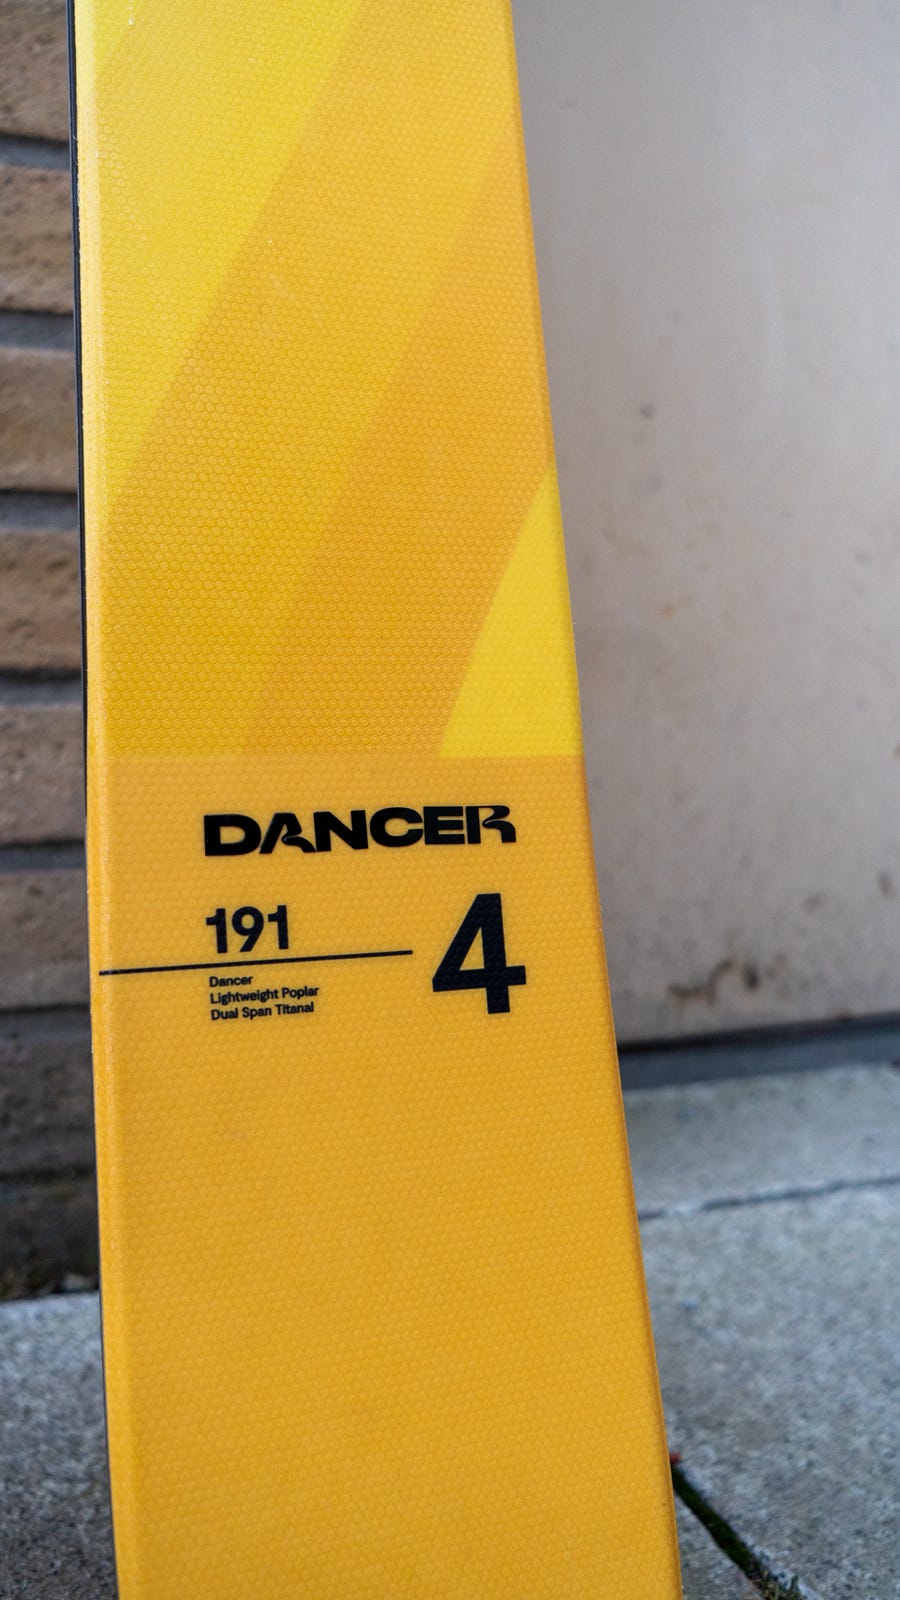 DANCER
191
4
Dancer
Lightweight Poplar
Dual Span Titanal